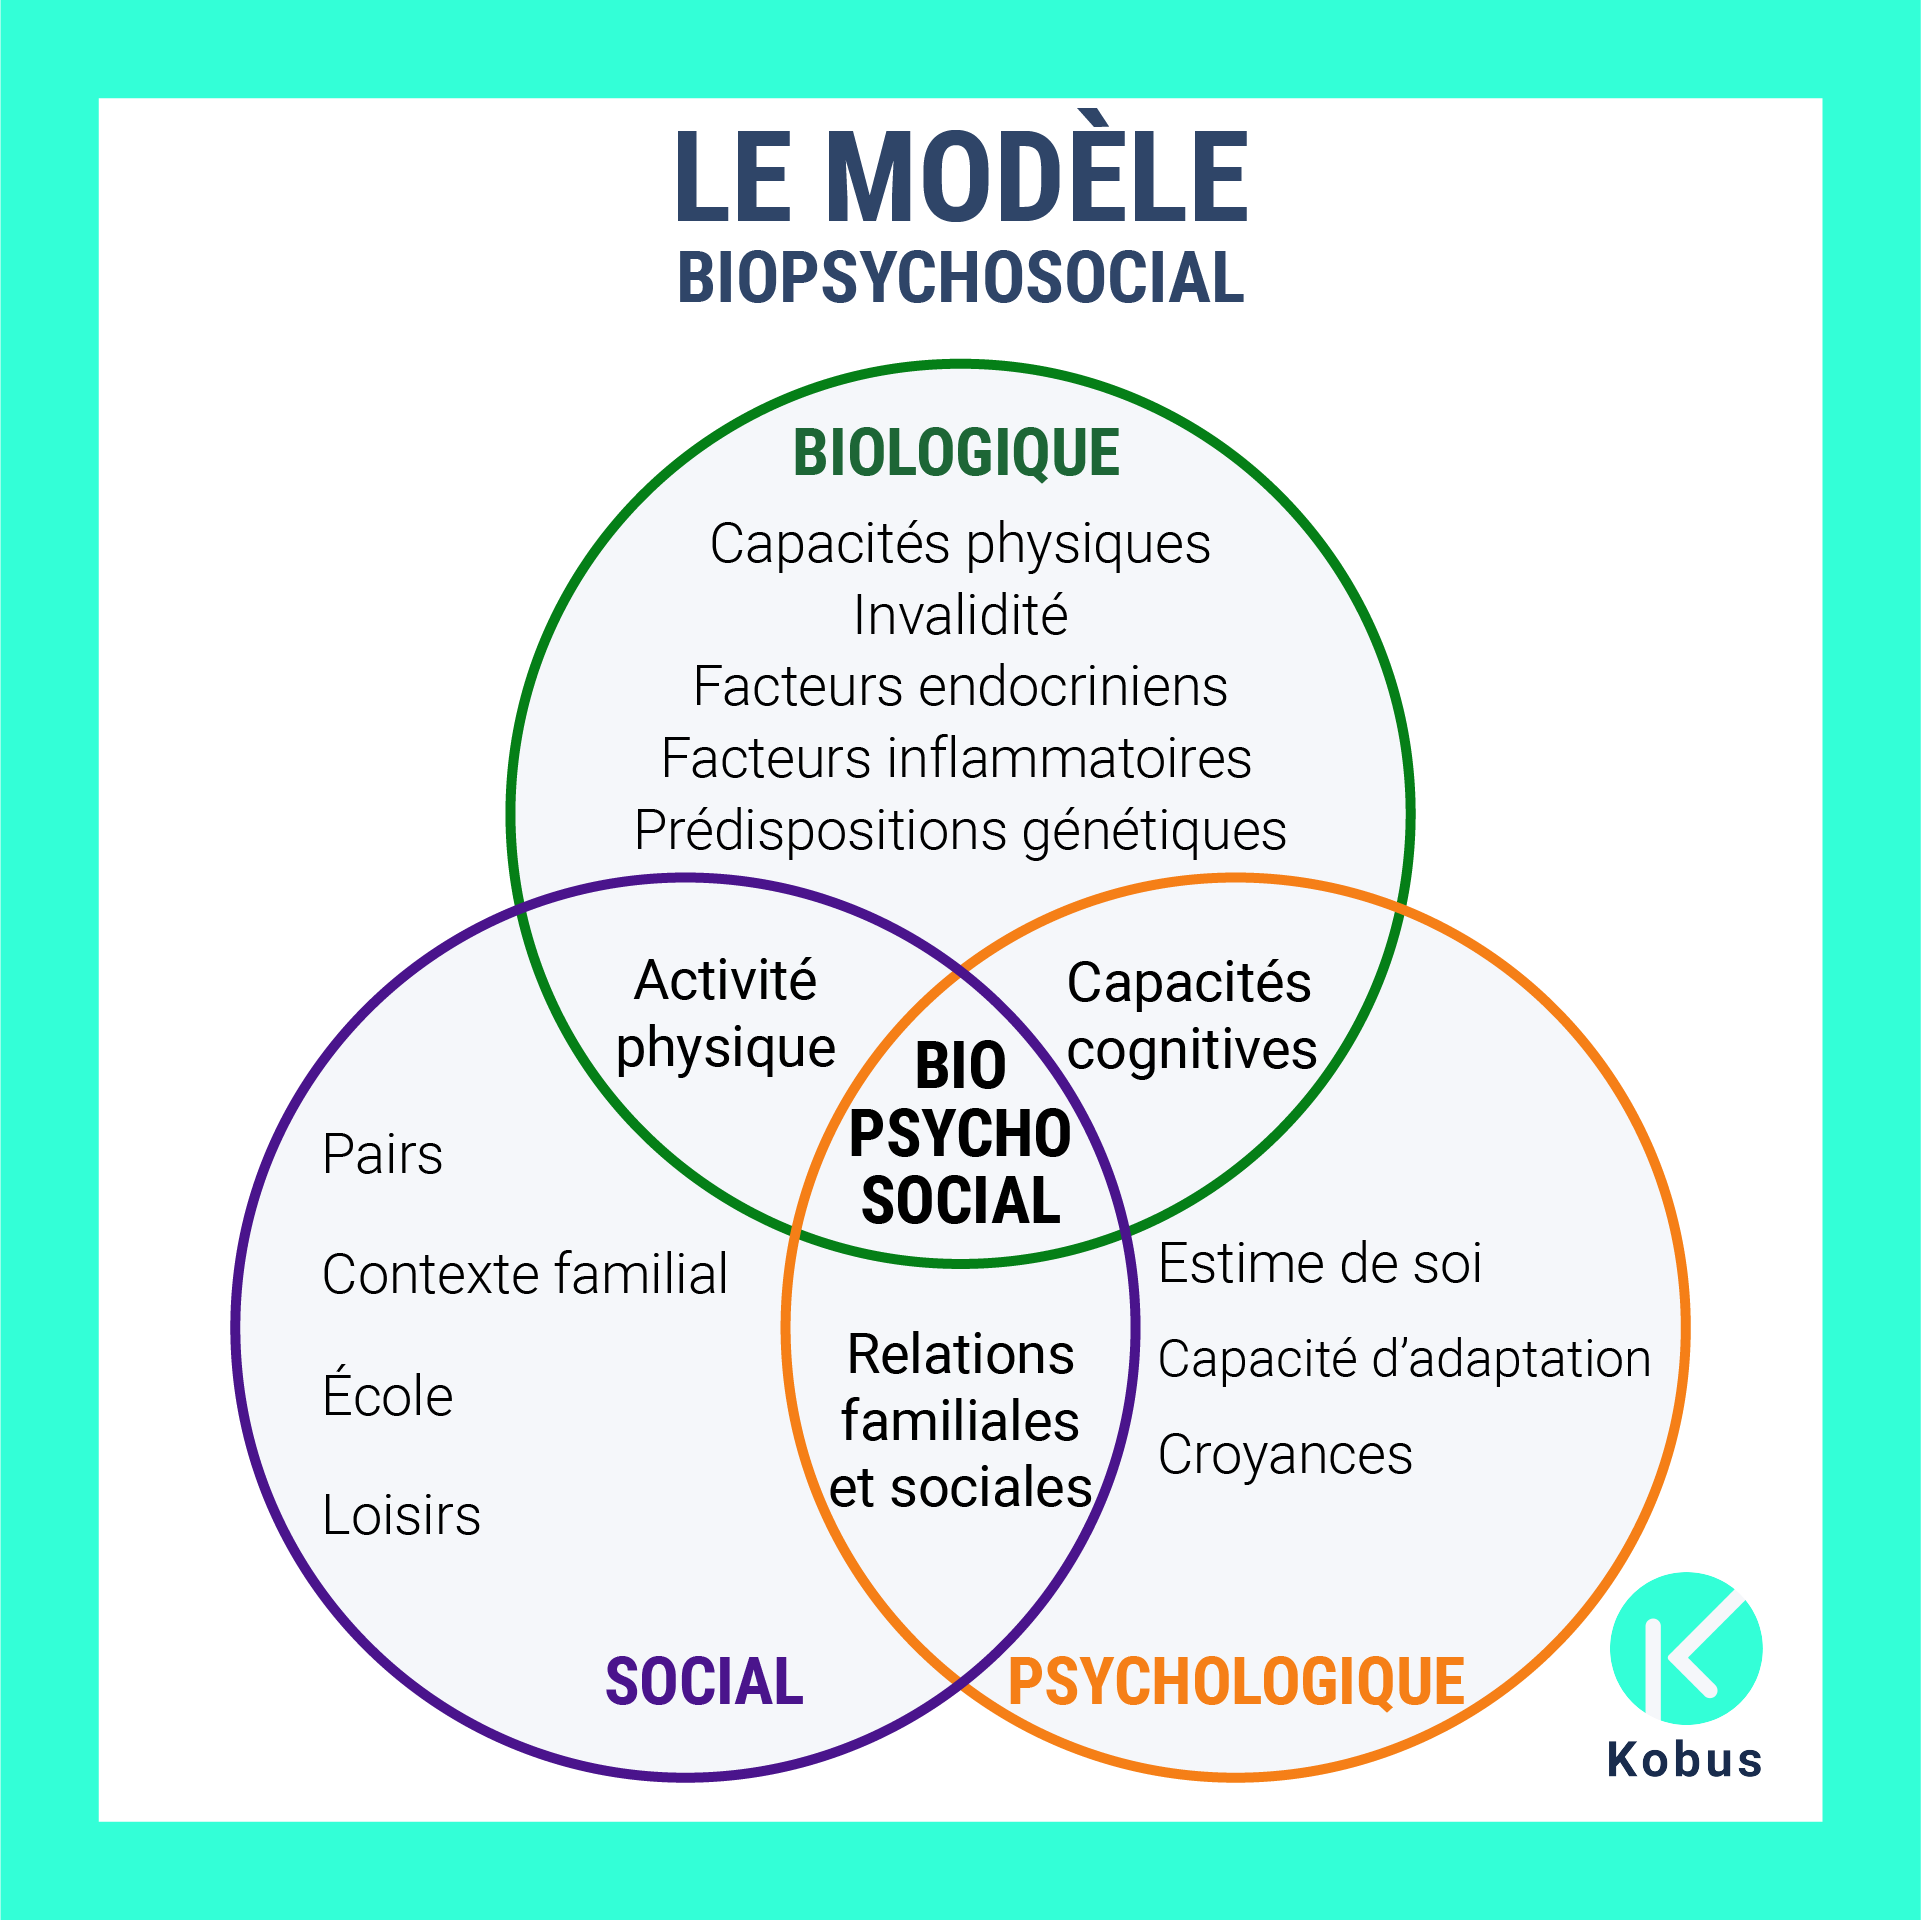 LE MODÈLE
BIOPSYCHOSOCIAL
BIOLOGIQUE
Capacités physiques
Invalidité
Facteurs endocriniens
Facteurs inflammatoires
Prédispositions génétiques
Activité
physique
Capacités
cognitives
BIO
PSYCHO
SOCIAL
Pairs
Contexte familial
École
Loisirs
Relations
familiales
et sociales
Estime de soi
Capacité d’adaptation
Croyances
SOCIAL
PSYCHOLOGIQUE
Kobus